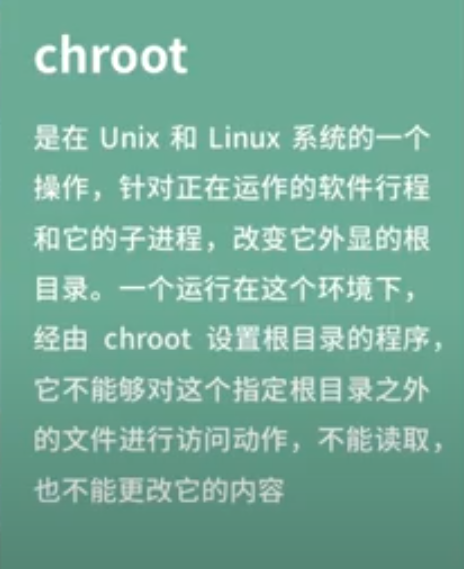 chroot
是在 Unix 和 Linux 系统的一个
操作，针对正在运作的软件行程
和它的子进程，改变它外显的根
目录。一个运行在这个环境下，
经由 chroot 设置根目录的程序，
它不能够对这个指定根目录之外
的文件进行访问动作，不能读取，
也不能更改它的内容